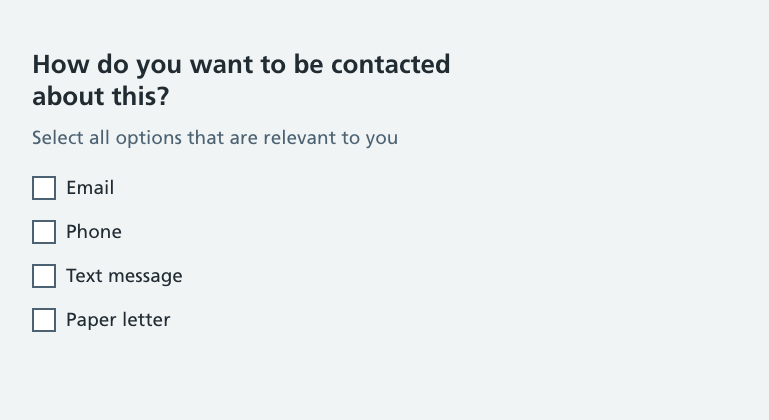 How do you want to be contacted
about this?
Select all options that are relevant to you
Email
Phone
Text message
Paper letter